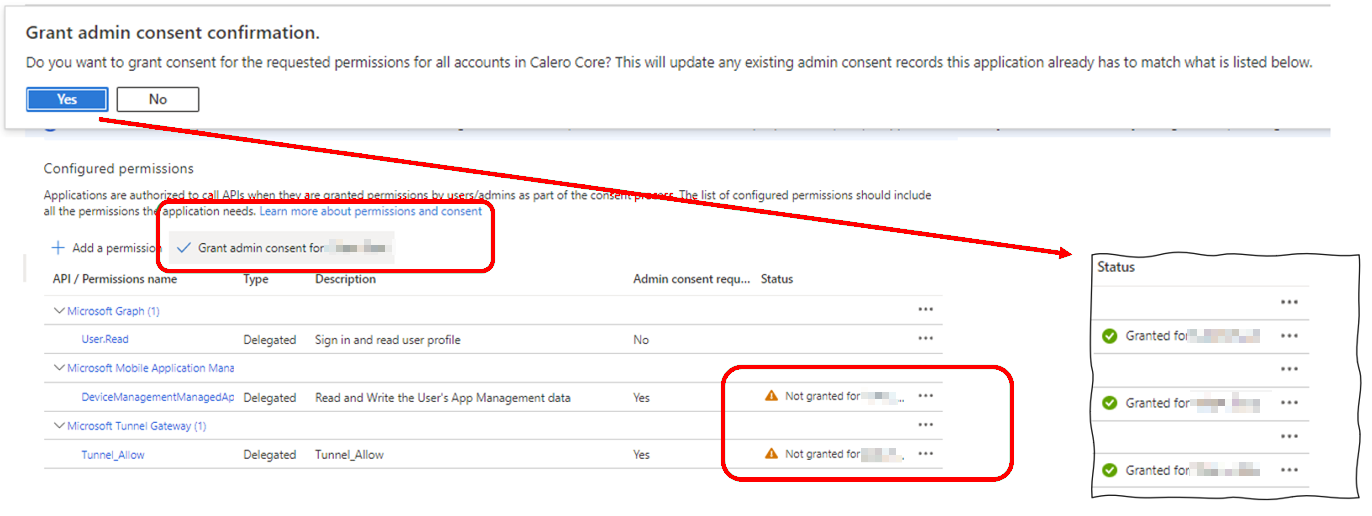 Grant admin consent confirmation.
Do you want to grant consent for the requested permissions for all accounts in Calero Core? This will update any existing admin consent records this application already has to match what is listed below.
Yes No
Configured permissions
Applications are authorized to call APIs when they are granted permissions by users/admins as part of the consent process. The list of configured permissions should include
all the permissions the application needs. Learn more about permissions and consent
Add a permission Grant admin consent for
API / Permissions name Type Description Admin consent requ... Status
Microsoft Graph (1) ...
User.Read Delegated Sign in and read user profile No ...
Microsoft Mobile Application Mana
DeviceManagementManagedAp Delegated Read and Write the User's App Management data Yes Not granted for ... ...
Microsoft Tunnel Gateway (1) ...
Tunnel_Allow Delegated Tunnel_Allow Yes Not granted for ... ...
Status
...
Granted for ...
...
Granted for ...
...
Granted for ...